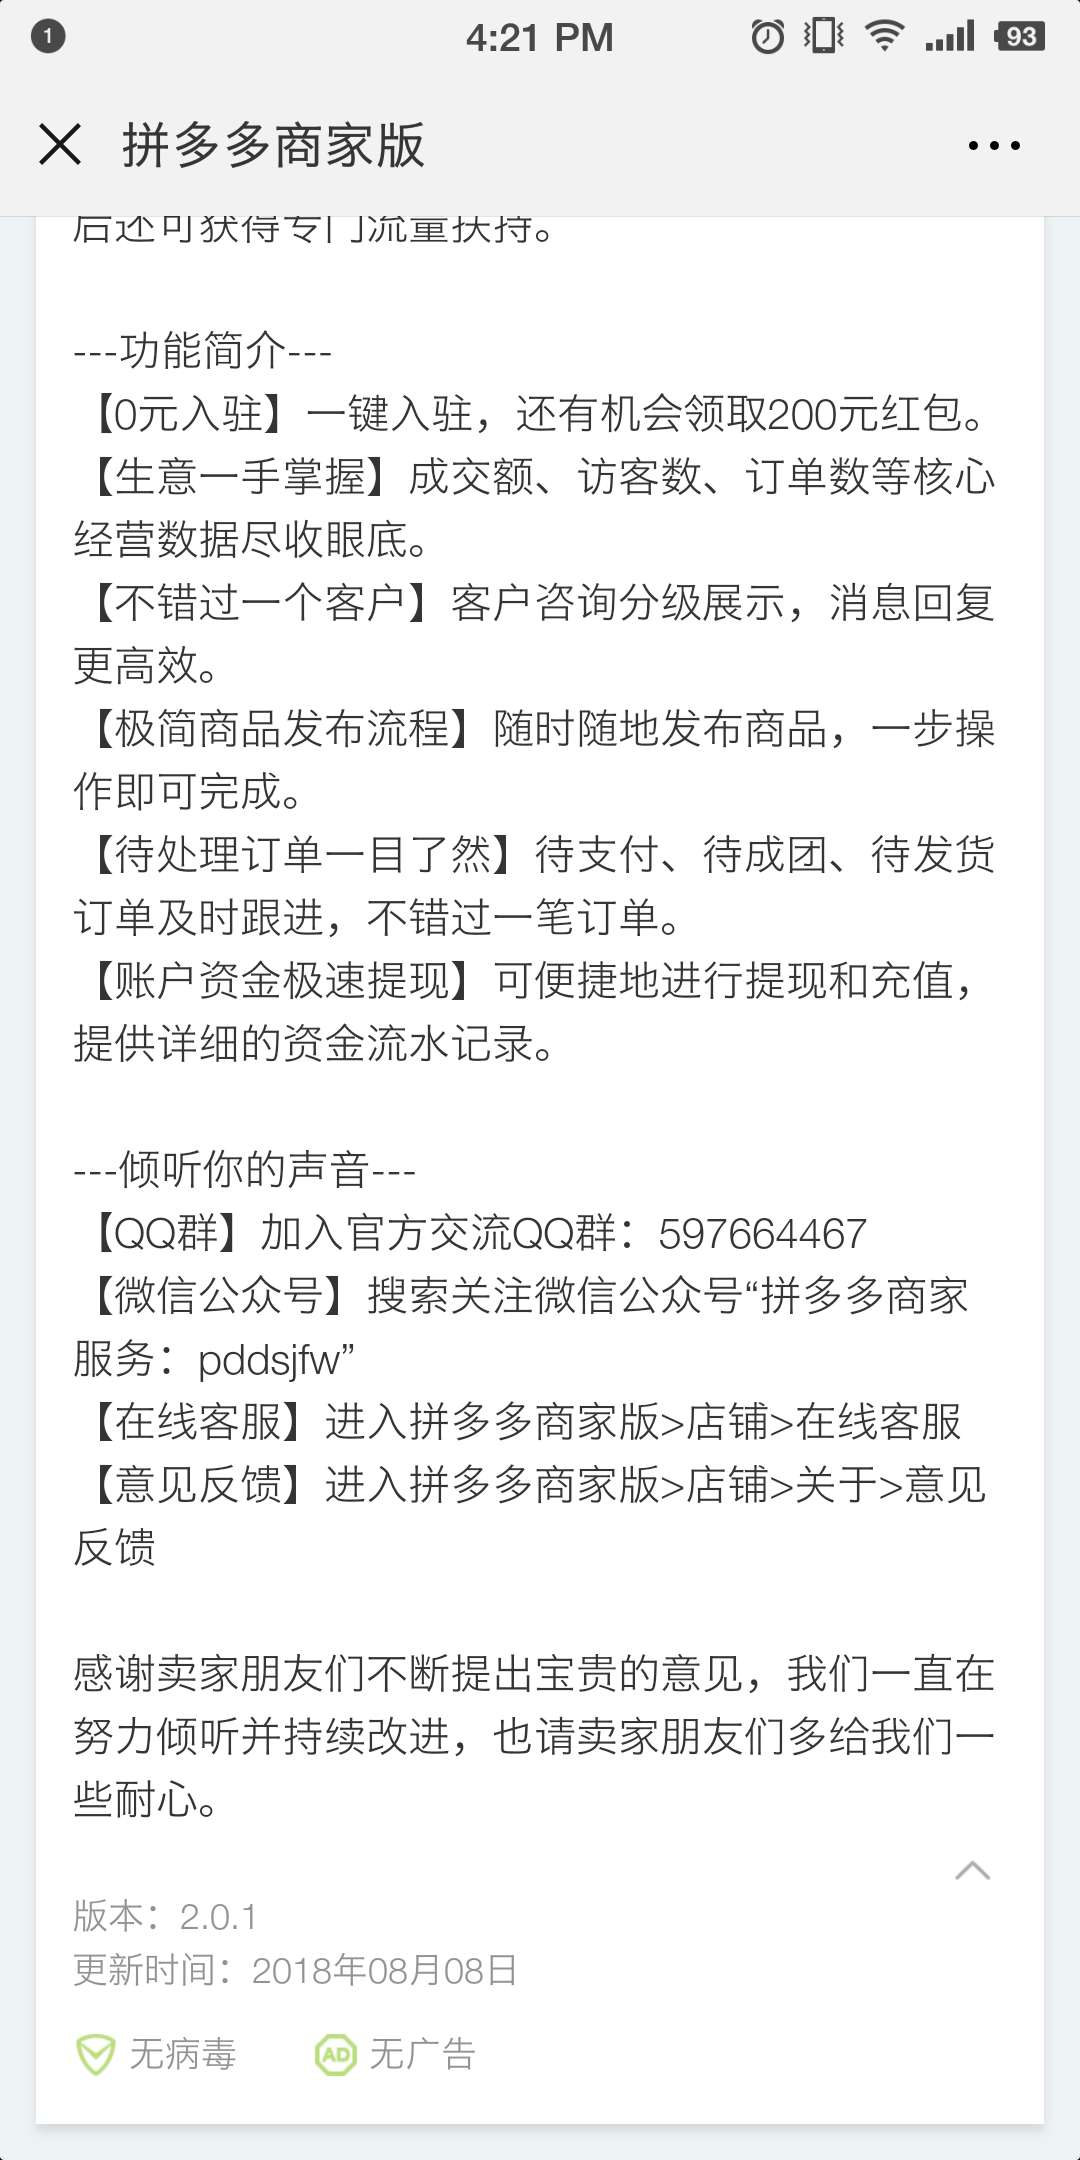 1
4:21 PM
93
拼多多商家版
后还可获得专门流量扶持。
---功能简介---
【0元入驻】一键入驻，还有机会领取200元红包。
【生意一手掌握】成交额、访客数、订单数等核心
经营数据尽收眼底。
【不错过一个客户】客户咨询分级展示，消息回复
更高效。
【极简商品发布流程】随时随地发布商品，一步操
作即可完成。
【待处理订单一目了然】待支付、待成团、待发货
订单及时跟进，不错过一笔订单。
【账户资金极速提现】可便捷地进行提现和充值，
提供详细的资金流水记录。
---倾听你的声音---
【QQ群】加入官方交流QQ群：597664467
【微信公众号】搜索关注微信公众号“拼多多商家
服务：pddsjfw”
【在线客服】进入拼多多商家版>店铺>在线客服
【意见反馈】进入拼多多商家版>店铺>关于>意见
反馈
感谢卖家朋友们不断提出宝贵的意见，我们一直在
努力倾听并持续改进，也请卖家朋友们多给我们一
些耐心。
版本：2.0.1
更新时间：2018年08月08日
无病毒
AD 无广告